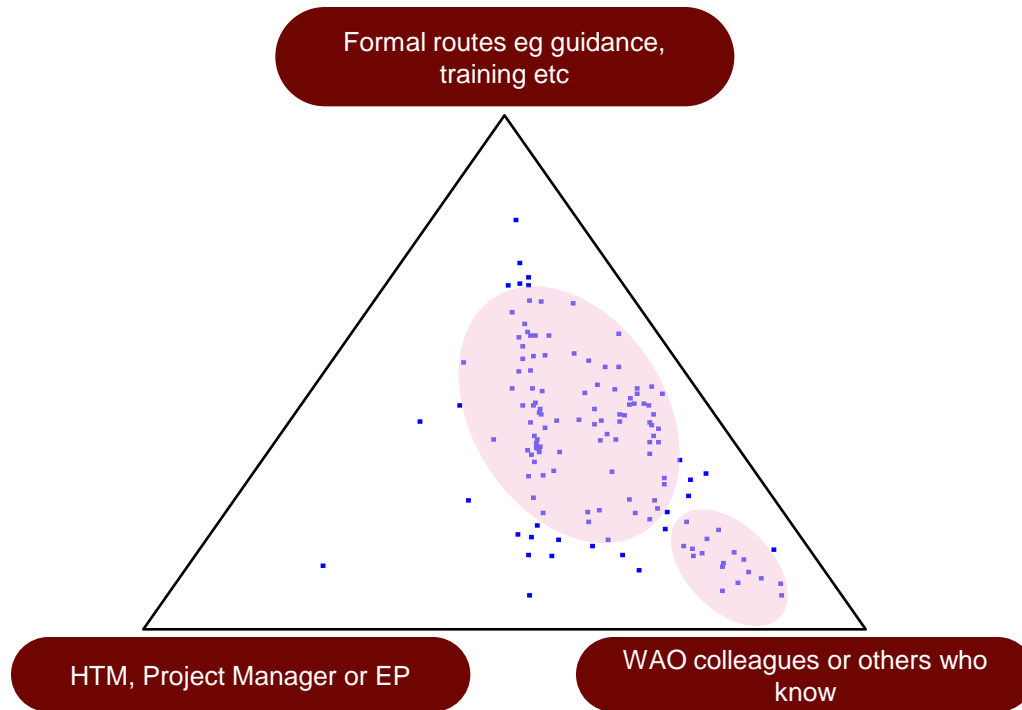 Formal routes eg guidance,
training etc
HTM, Project Manager or EP
WAO colleagues or others who
know